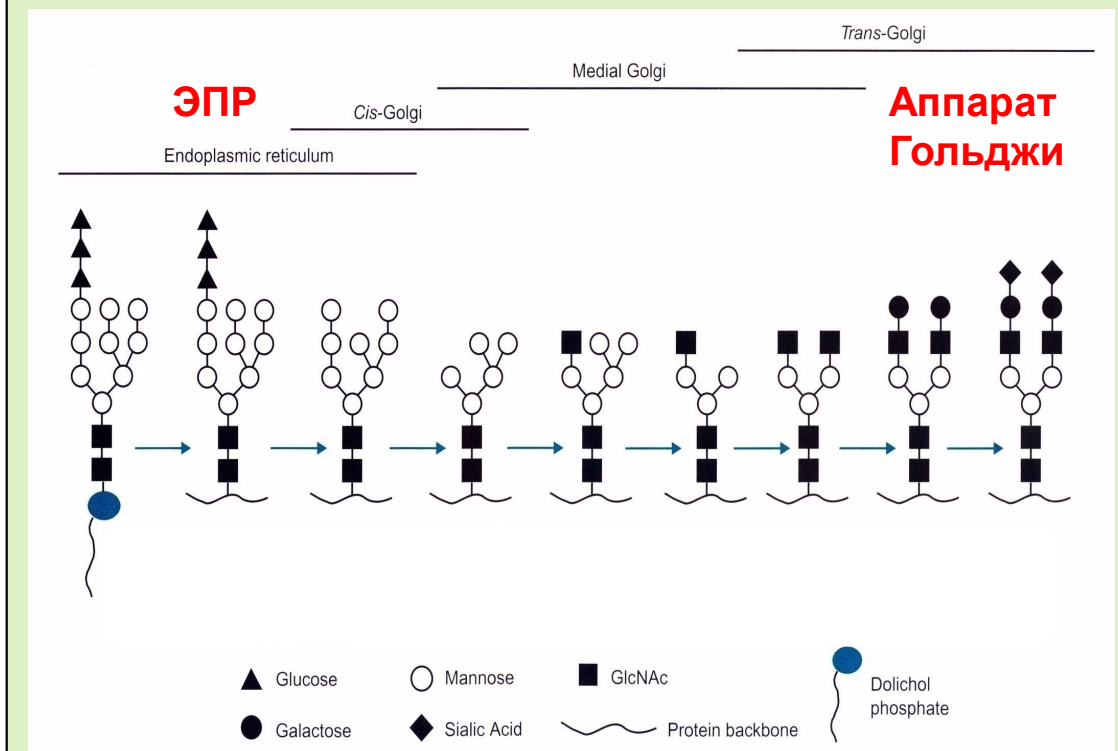 Trans-Golgi
Medial Golgi
ЭПР
Аппарат
Гольджи
Cis-Golgi
Endoplasmic reticulum
Glucose
Mannose
GlcNAc
Dolichol
phosphate
Galactose
Sialic Acid
Protein backbone